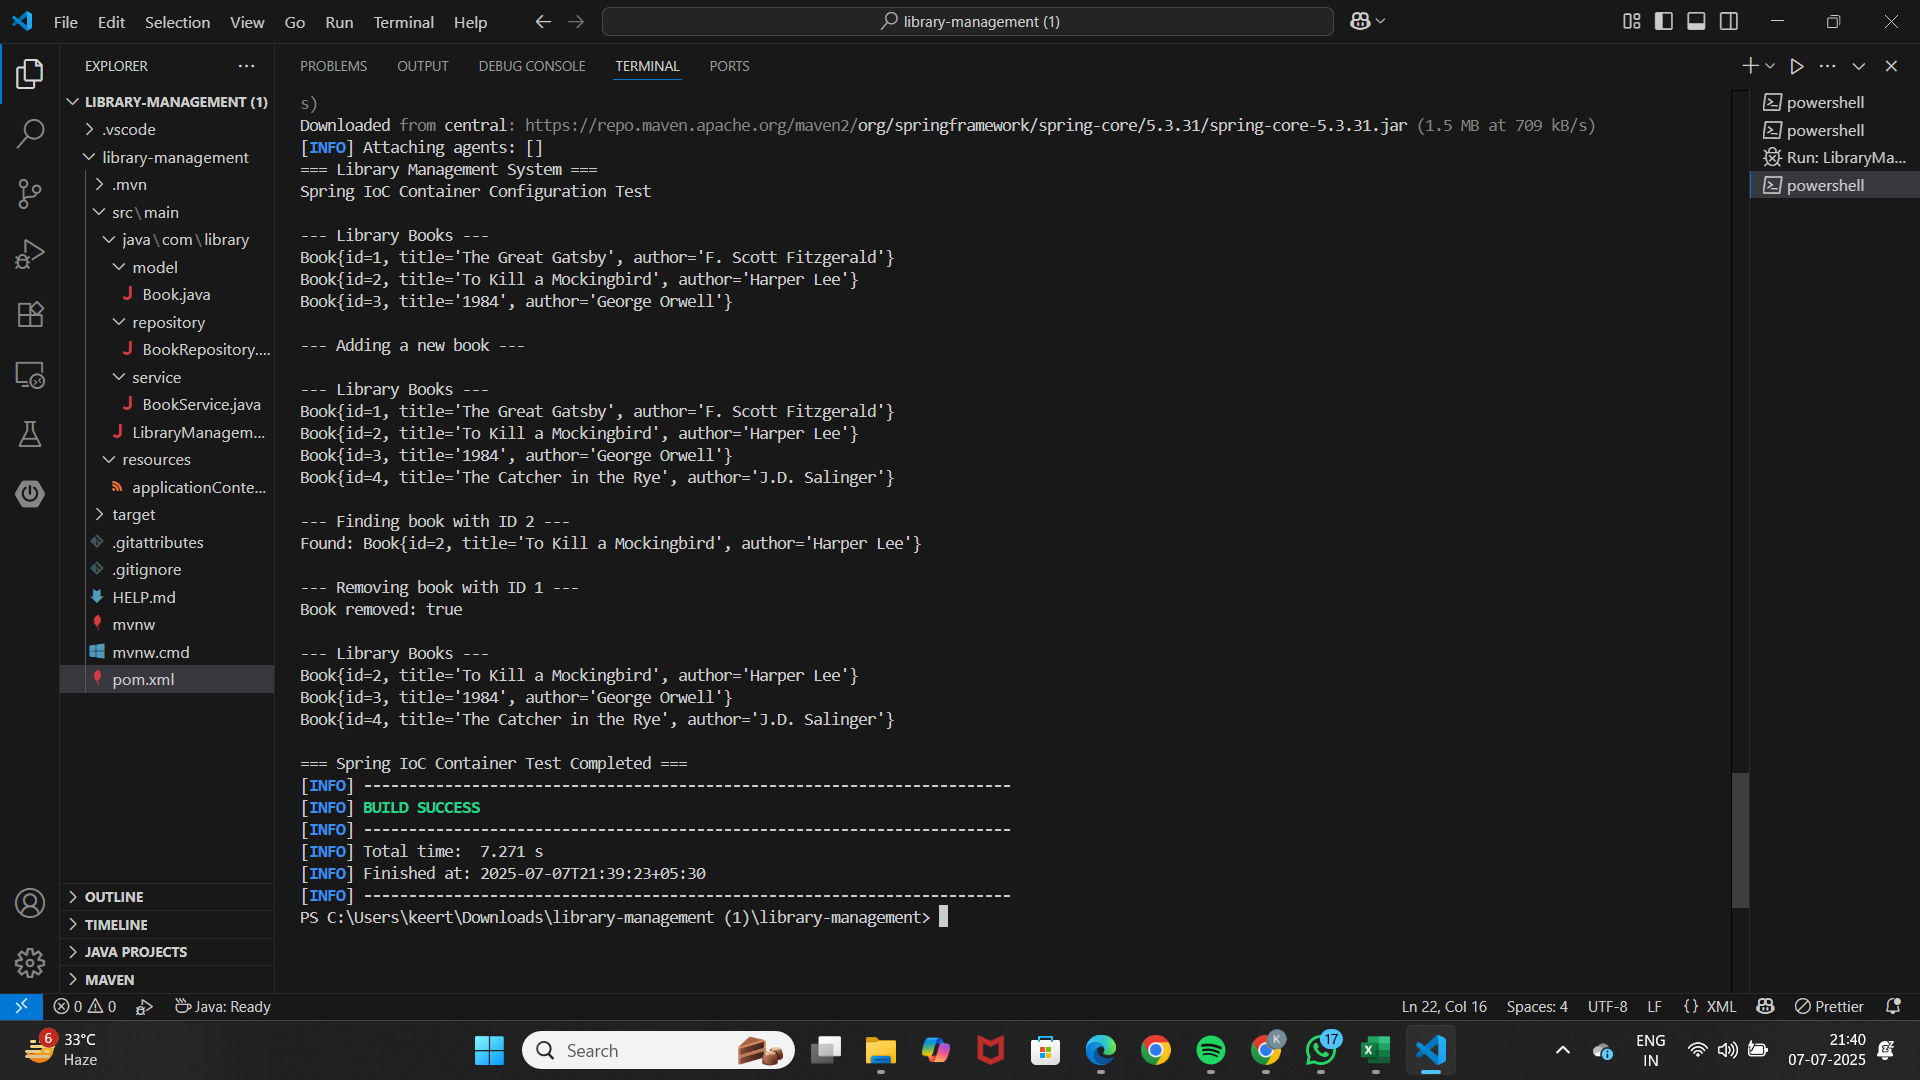 File Edit Selection View Go Run Terminal Help
library-management (1)
EXPLORER
LIBRARY-MANAGEMENT (1)
.vscode
library-management
.mvn
src\main
java\com\library
model
Book.java
repository
BookRepository....
service
BookService.java
LibraryManagem...
resources
applicationConte...
target
.gitattributes
.gitignore
HELP.md
mvnw
mvnw.cmd
pom.xml
OUTLINE
TIMELINE
JAVA PROJECTS
MAVEN
PROBLEMS OUTPUT DEBUG CONSOLE TERMINAL PORTS
s)
Downloaded from central: https://repo.maven.apache.org/maven2/org/springframework/spring-core/5.3.31/spring-core-5.3.31.jar (1.5 MB at 709 kB/s)
[INFO] Attaching agents: []
=== Library Management System ===
Spring IoC Container Configuration Test
--- Library Books ---
Book{id=1, title='The Great Gatsby', author='F. Scott Fitzgerald'}
Book{id=2, title='To Kill a Mockingbird', author='Harper Lee'}
Book{id=3, title='1984', author='George Orwell'}
--- Adding a new book ---
--- Library Books ---
Book{id=1, title='The Great Gatsby', author='F. Scott Fitzgerald'}
Book{id=2, title='To Kill a Mockingbird', author='Harper Lee'}
Book{id=3, title='1984', author='George Orwell'}
Book{id=4, title='The Catcher in the Rye', author='J.D. Salinger'}
--- Finding book with ID 2 ---
Found: Book{id=2, title='To Kill a Mockingbird', author='Harper Lee'}
--- Removing book with ID 1 ---
Book removed: true
--- Library Books ---
Book{id=2, title='To Kill a Mockingbird', author='Harper Lee'}
Book{id=3, title='1984', author='George Orwell'}
Book{id=4, title='The Catcher in the Rye', author='J.D. Salinger'}
=== Spring IoC Container Test Completed ===
[INFO] ------------------------------------------------------------------------
[INFO] BUILD SUCCESS
[INFO] ------------------------------------------------------------------------
[INFO] Total time:  7.271 s
[INFO] Finished at: 2025-07-07T21:39:23+05:30
[INFO] ------------------------------------------------------------------------
PS C:\Users\keert\Downloads\library-management (1)\library-management>
powershell
powershell
Run: LibraryMa...
powershell
0 0 Java: Ready
Ln 22, Col 16 Spaces: 4 UTF-8 LF {} XML Prettier
6
33°C
Haze
Search
K
17
ENG
IN
21:40
07-07-2025